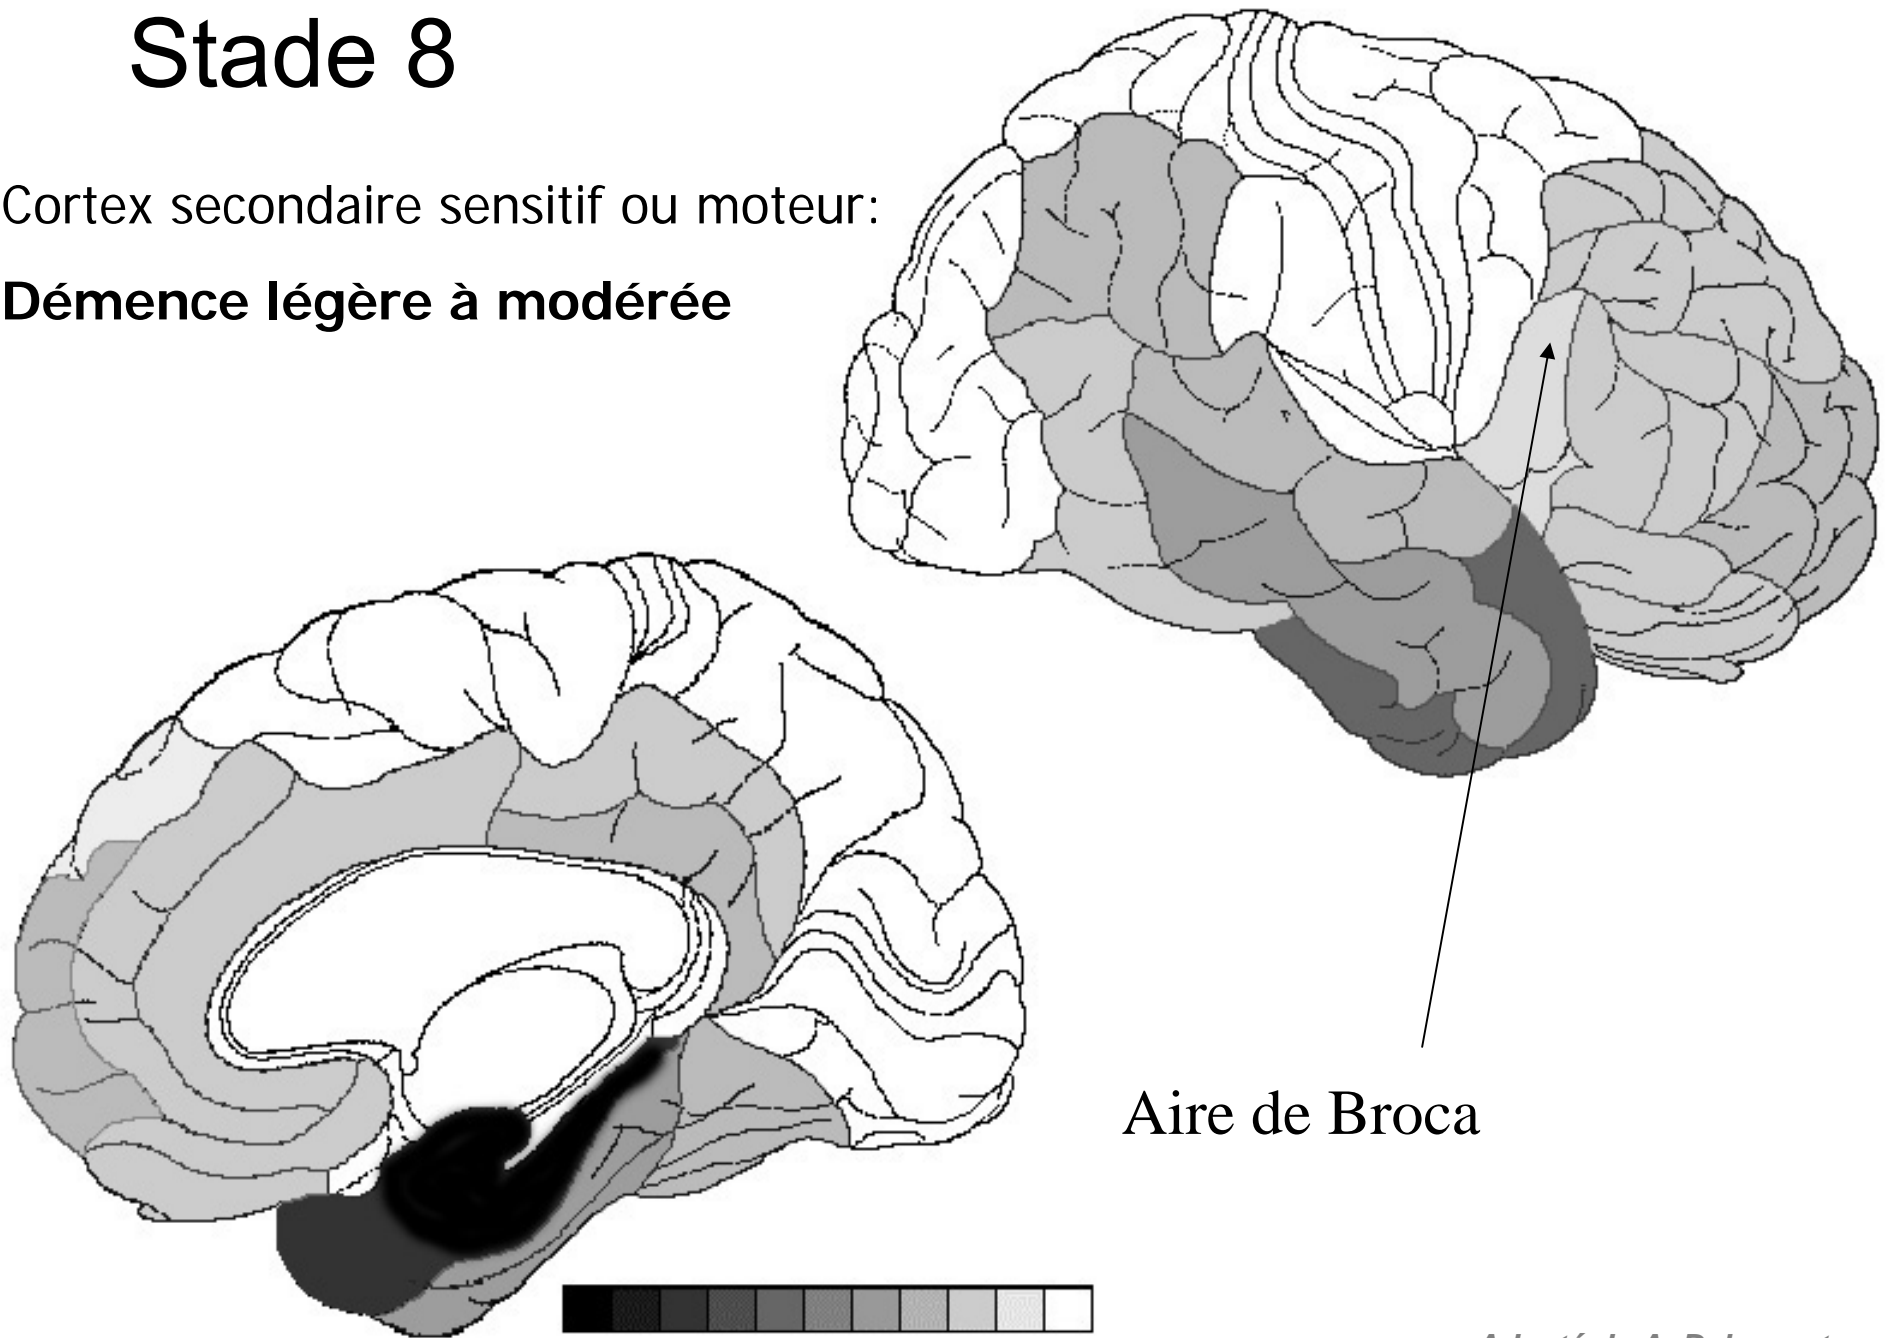 Stade 8
Cortex secondaire sensitif ou moteur:
Démence légère à modérée
Aire de Broca